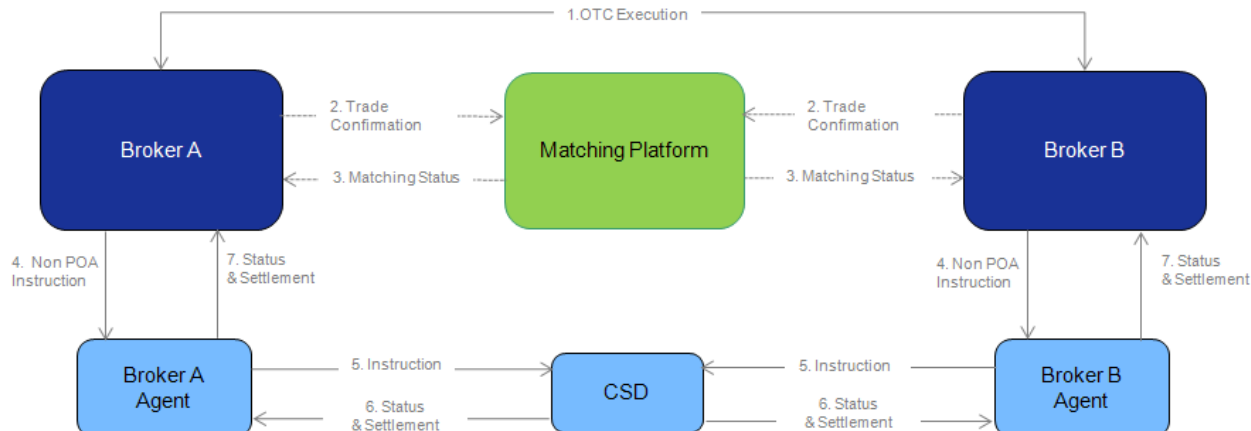 1.OTC Execution
Broker A
2. Trade
Confirmation
3. Matching Status
Matching Platform
2. Trade
Confirmation
3. Matching Status
Broker B
4. Non POA
Instruction
7. Status
& Settlement
4. Non POA
Instruction
7. Status
& Settlement
Broker A
Agent
5. Instruction
6. Status
& Settlement
CSD
5. Instruction
6. Status
& Settlement
Broker B
Agent